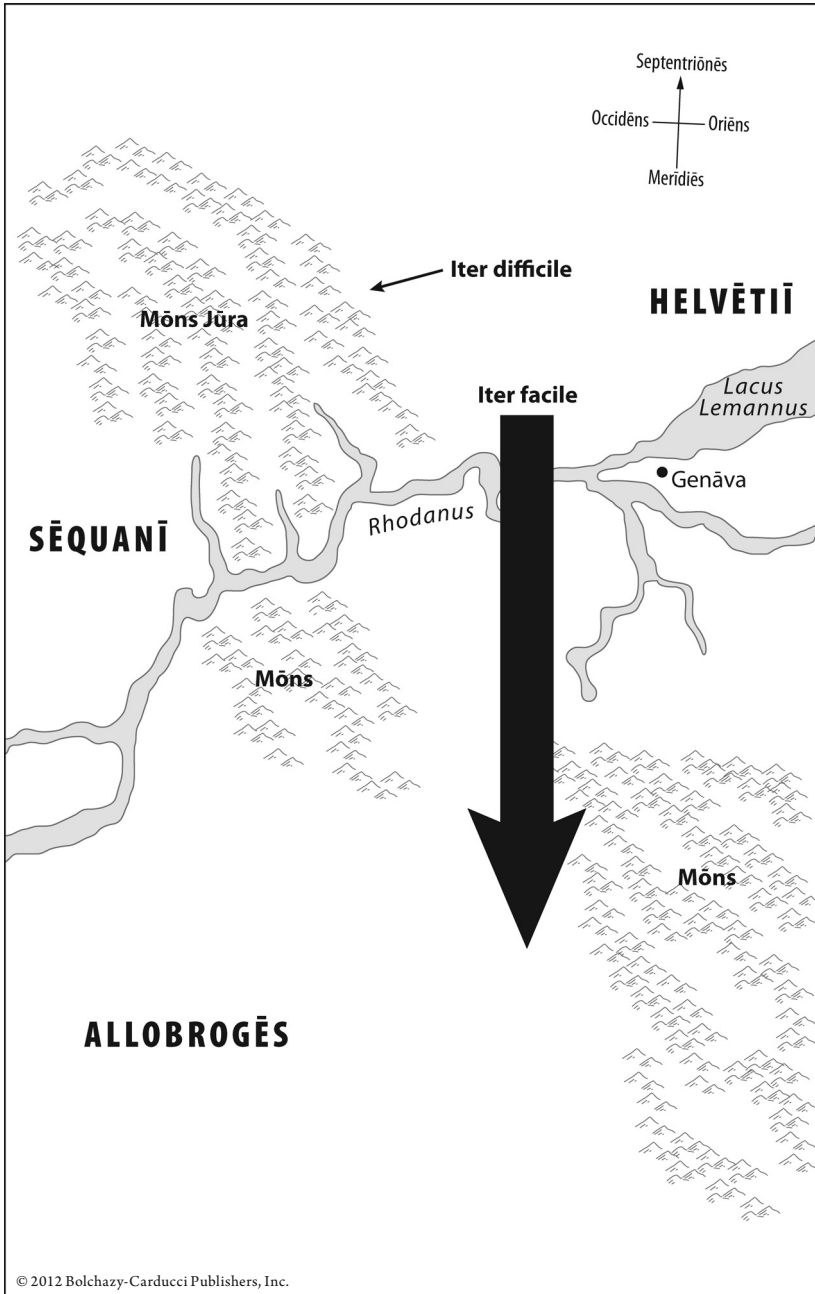 Septentriōnēs
Occidēns
Oriēns
Merīdiēs
Iter difficile
HELVĒTIĪ
Mōns Jūra
Lacus
Lemannus
Iter facile
Genāva
Rhodanus
SĒQUANĪ
Mōns
Mōns
ALLOBROGĒS
© 2012 Bolchazy-Carducci Publishers, Inc.